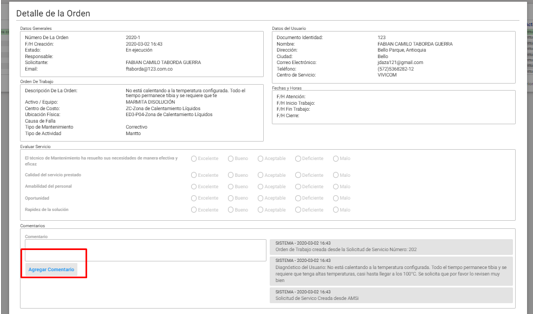 Detalle de la Orden
Datos Generales
Número De La Orden 2020-1
F/H Creación: 2020-03-02 16:43
Estado: En ejecución
Responsable:
Solicitante: FABIAN CAMILO TABORDA GUERRA
Email: ftaborda@123.com.co
Datos del Usuario
Documento Identidad: 123
Nombre: FABIAN CAMILO TABORDA GUERRA
Dirección: Bello Parque, Antioquia
Ciudad: Bello
Correo Electrónico: jdiaza121@gmail.com
Teléfono: (572)5368282-12
Centro de Servicio: VIVICOM
Orden De Trabajo
Descripción De La Orden: No está calentando a la temperatura configurada. Todo el
tiempo permanece tibia y se requiere que te
Activo / Equipo: MARMITA DISOLUCIÓN
Centro de Costo: ZC-Zona de Calentamiento Líquidos
Ubicación Física: ED3-P04-Zona de Calentamiento Líquidos
Causa de Falla
Tipo de Mantenimiento Correctivo
Tipo de Actividad Mantto
Fechas y Horas
F/H Atención:
F/H Inicio Trabajo:
F/H Fin Trabajo:
F/H Cierre:
Evaluar Servicio
El técnico de Mantenimiento ha resuelto sus necesidades de manera efectiva y
eficaz Excelente Bueno Aceptable Deficiente Malo
Calidad del servicio prestado Excelente Bueno Aceptable Deficiente Malo
Amabilidad del personal Excelente Bueno Aceptable Deficiente Malo
Oportunidad Excelente Bueno Aceptable Deficiente Malo
Rapidez de la solución Excelente Bueno Aceptable Deficiente Malo
Comentarios
Comentario
Agregar Comentario
SISTEMA - 2020-03-02 16:43
Orden de Trabajo creada desde la Solicitud de Servicio Número: 202
SISTEMA - 2020-03-02 16:43
Diagnóstico del Usuario: No está calentando a la temperatura configurada. Todo el tiempo permanece tibia y se
requiere que tenga altas temperaturas, casi hasta llegar a los 100°C. Se solicita que por favor lo revisen muy
bien
SISTEMA - 2020-03-02 16:43
Solicitud de Servicio Creada desde AMSi